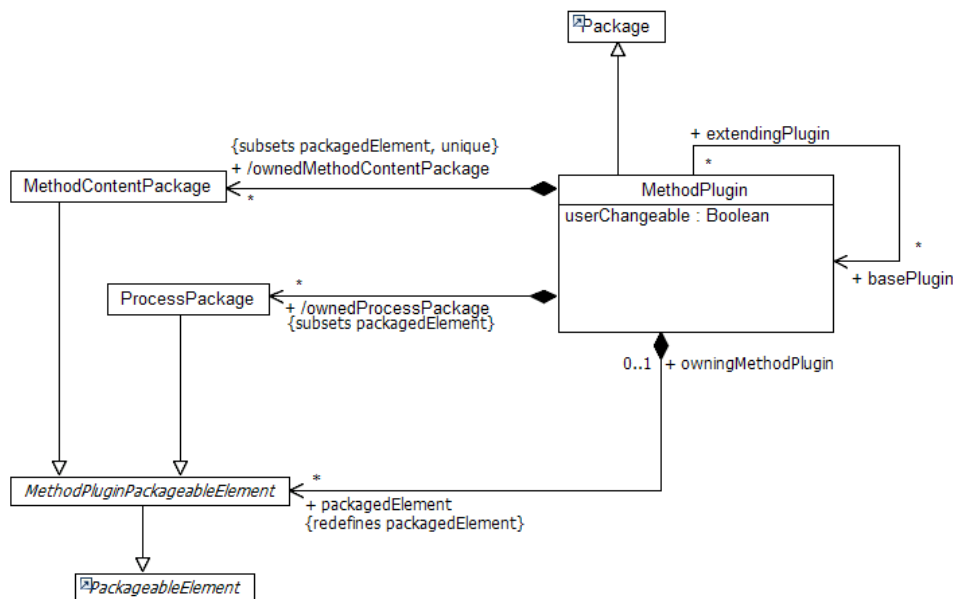 Package
+ extendingPlugin
{subsets packagedElement, unique}
+ /ownedMethodContentPackage
*
MethodContentPackage
*
MethodPlugin
userChangeable : Boolean
*
+ basePlugin
*
ProcessPackage
+ /ownedProcessPackage
{subsets packagedElement}
0..1
+ owningMethodPlugin
*
MethodPluginPackageableElement
+ packagedElement
{redefines packagedElement}
PackageableElement